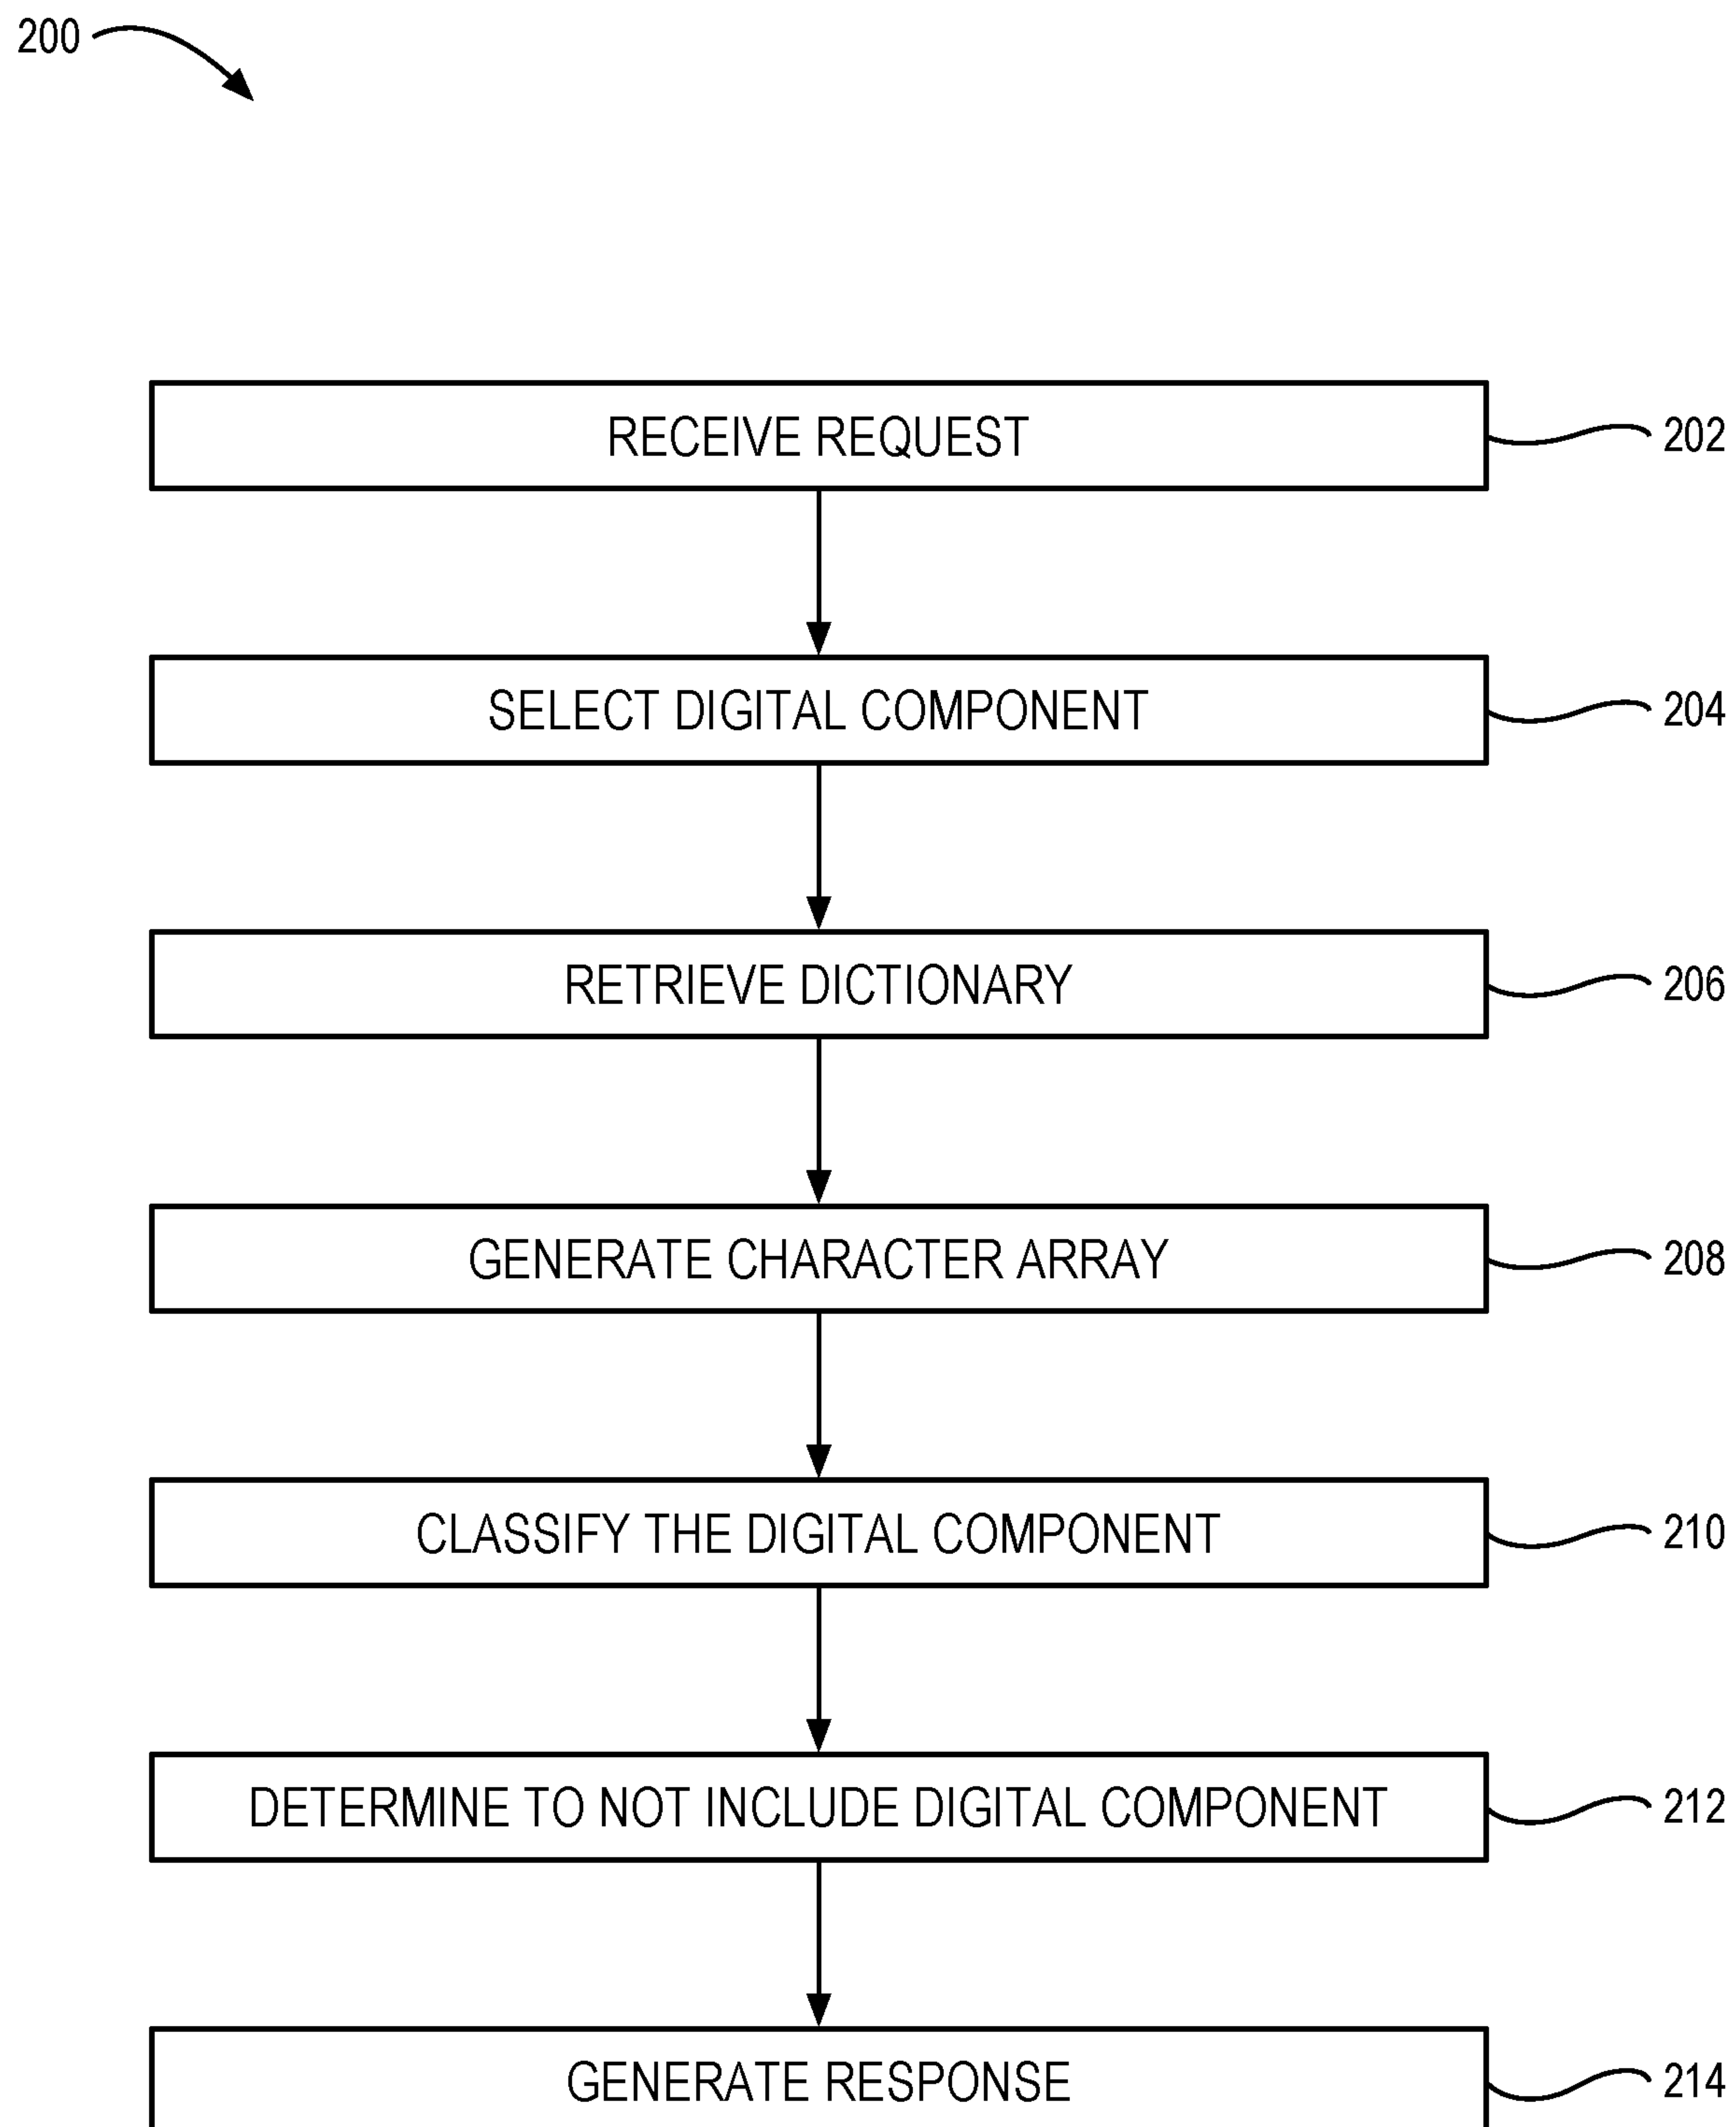 200
RECEIVE REQUEST 202
SELECT DIGITAL COMPONENT 204
RETRIEVE DICTIONARY 206
GENERATE CHARACTER ARRAY 208
CLASSIFY THE DIGITAL COMPONENT 210
DETERMINE TO NOT INCLUDE DIGITAL COMPONENT 212
GENERATE RESPONSE 214